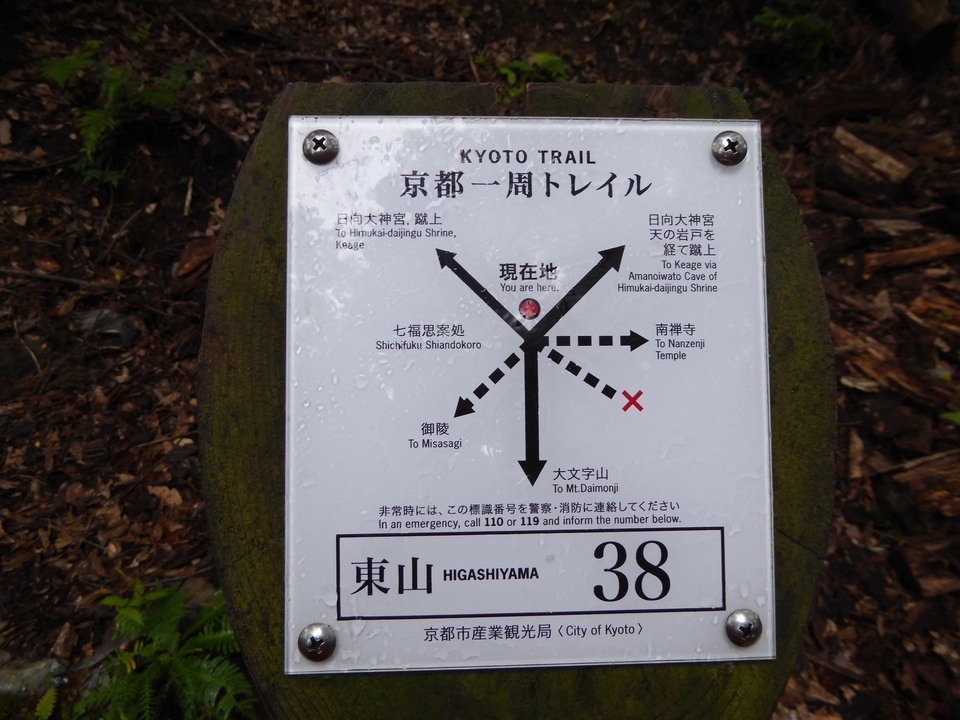 KYOTO TRAIL
京都一周トレイル
日向大神宮, 蹴上
To Himukai-daijingu Shrine,
Keage
日向大神宮
天の岩戸を
経て蹴上
To Keage via
Amanoiwato Cave of
Himukai-daijingu Shrine
現在地
You are here.
七福思案処
Shichifuku Shiandokoro
南禅寺
To Nanzenji
Temple
御陵
To Misasagi
大文字山
To Mt.Daimonji
非常時には、この標識番号を警察・消防に連絡してください
In an emergency, call 110 or 119 and inform the number below.
東山 HIGASHIYAMA 38
京都市産業観光局〈City of Kyoto〉